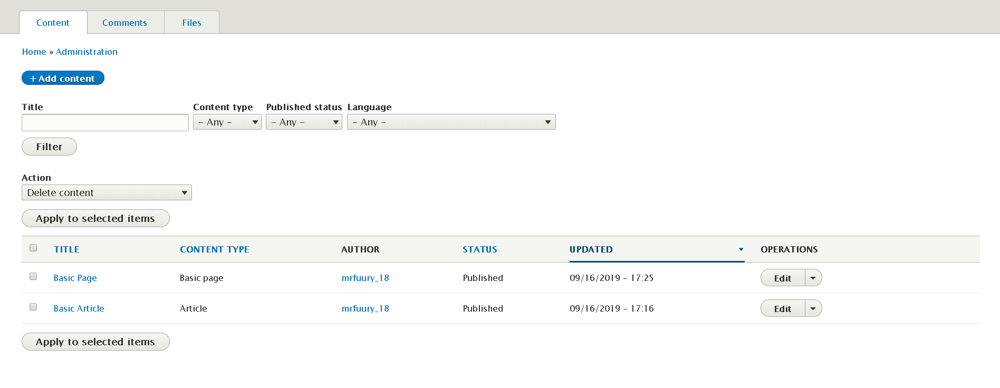 Content Comments Files
Home » Administration
+ Add content
Title Content type Published status Language
- Any - - Any - - Any -
Filter
Action
Delete content
Apply to selected items
TITLE CONTENT TYPE AUTHOR STATUS UPDATED OPERATIONS
Basic Page Basic page mrfuury_18 Published 09/16/2019 - 17:25 Edit
Basic Article Article mrfuury_18 Published 09/16/2019 - 17:16 Edit
Apply to selected items